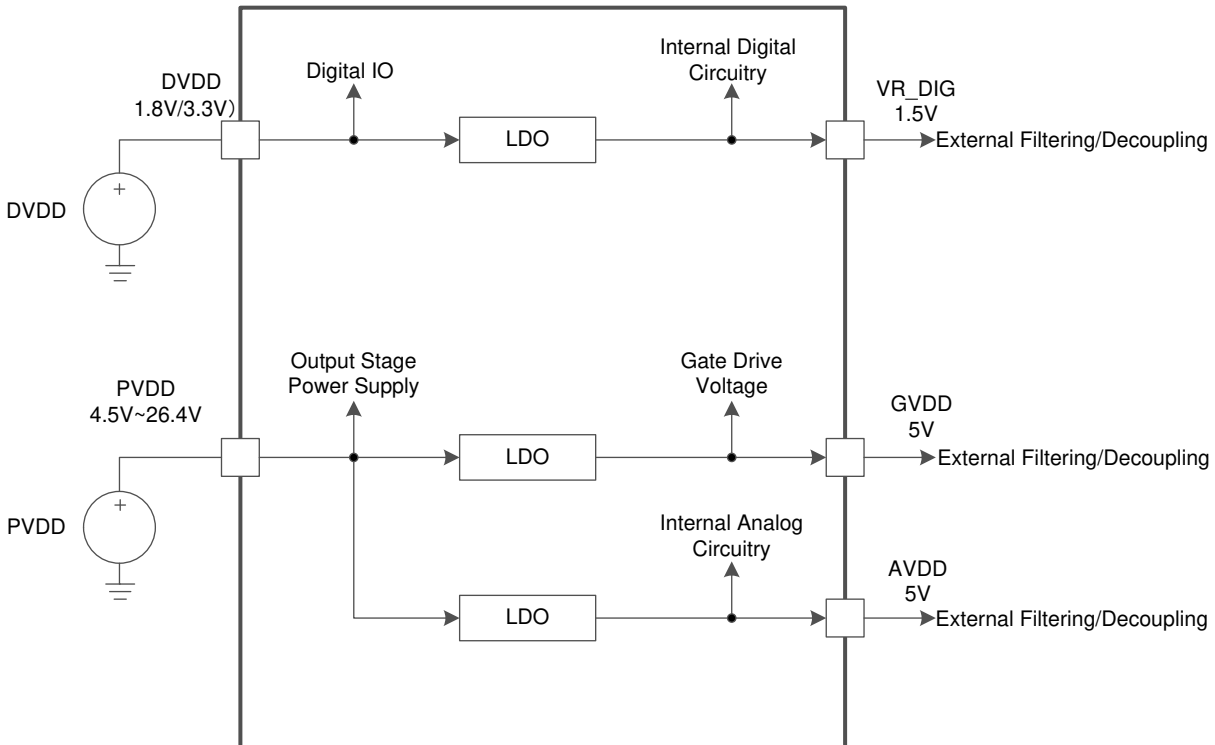 DVDD
1.8V/3.3V）
Digital IO
Internal Digital
Circuitry
VR_DIG
1.5V
LDO
External Filtering/Decoupling
+
DVDD
Output Stage
Power Supply
Gate Drive
Voltage
PVDD
4.5V~26.4V
GVDD
5V
LDO
External Filtering/Decoupling
+
PVDD
Internal Analog
Circuitry
AVDD
5V
LDO
External Filtering/Decoupling